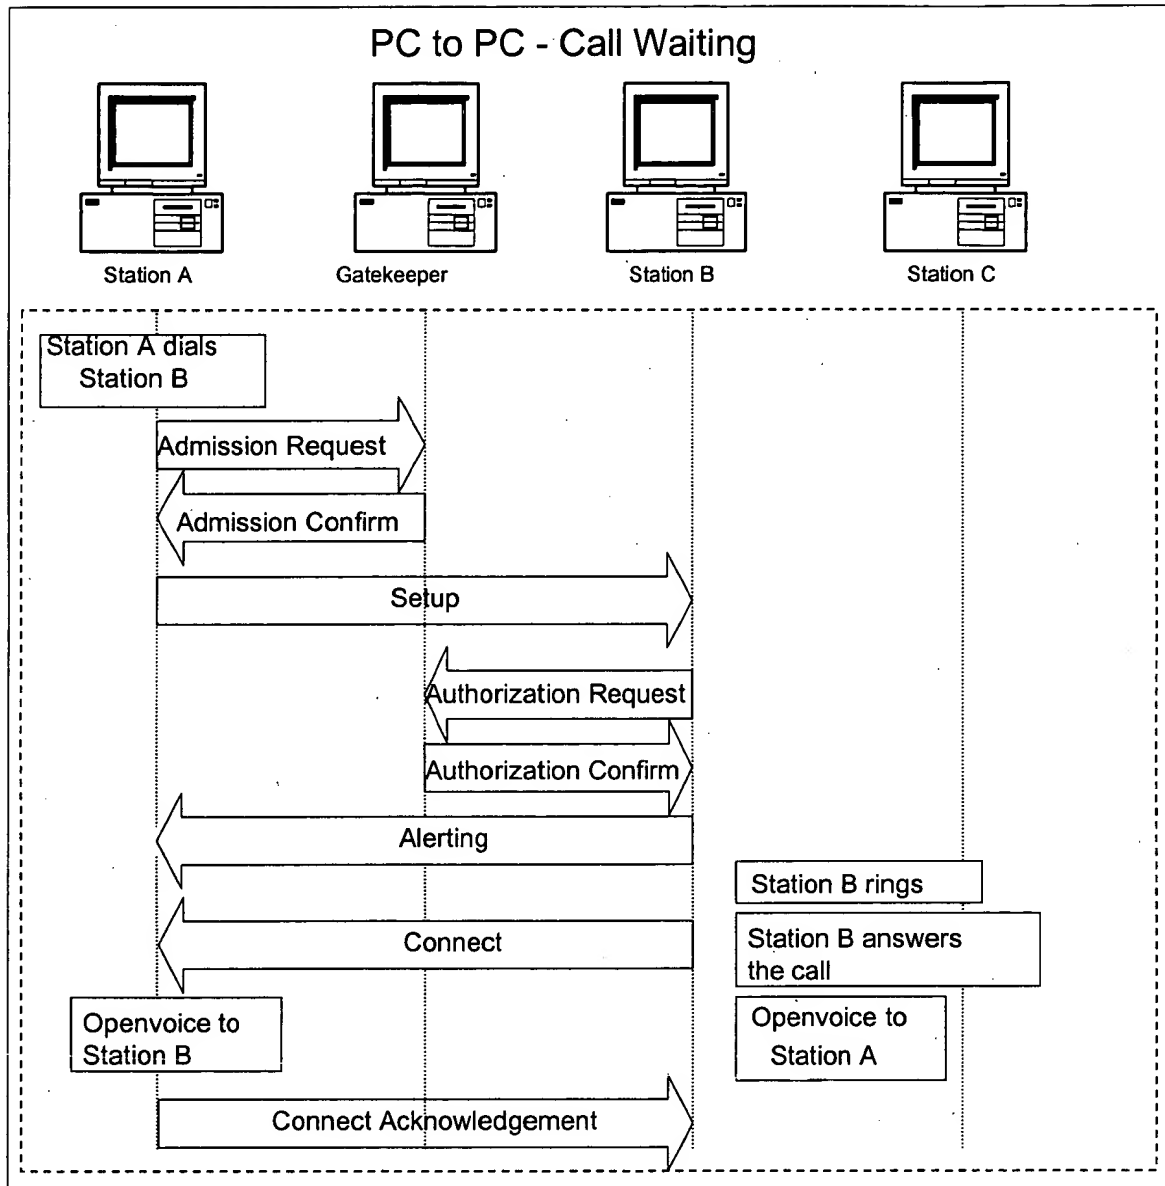 PC to PC - Call Waiting
Station A
Gatekeeper
Station B
Station C
Station A dials
Station B
Admission Request
Admission Confirm
Setup
Authorization Request
Authorization Confirm
Alerting
Station B rings
Connect
Station B answers
the call
Openvoice to
Station B
Openvoice to
Station A
Connect Acknowledgement